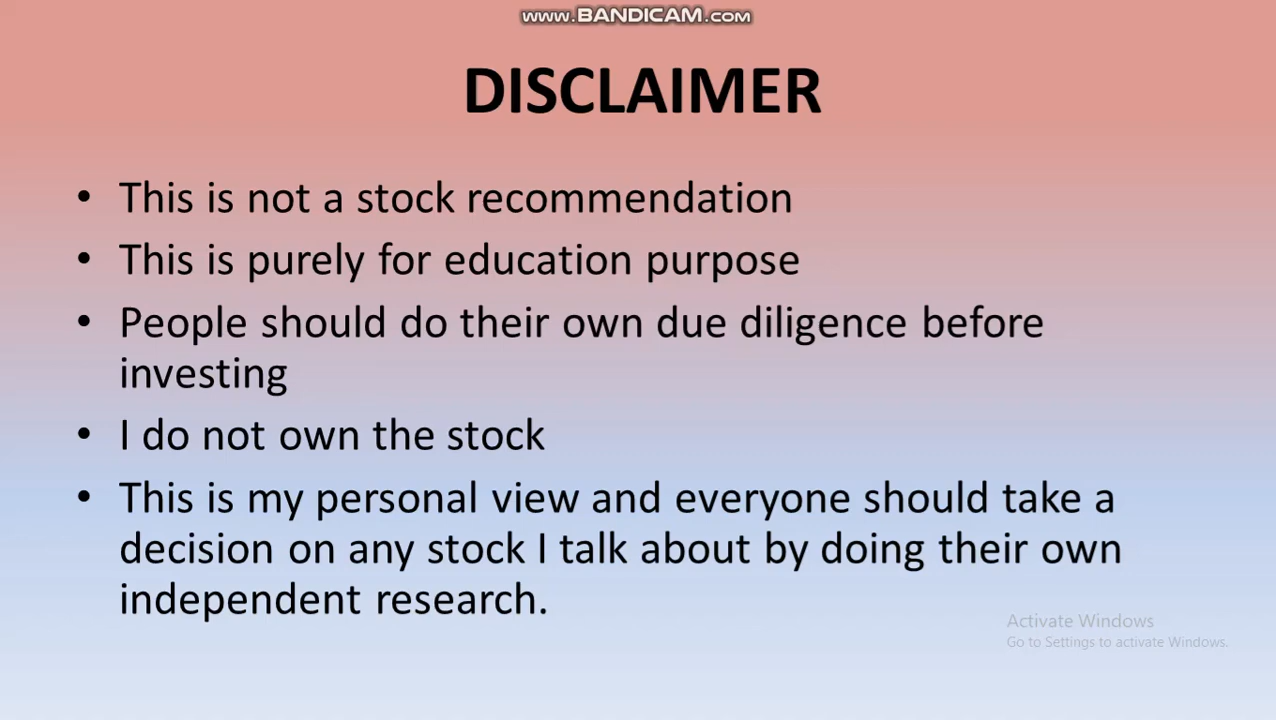 WWW.BANDICAM.COM
DISCLAIMER
• This is not a stock recommendation
• This is purely for education purpose
• People should do their own due diligence before
investing
• I do not own the stock
• This is my personal view and everyone should take a
decision on any stock I talk about by doing their own
independent research.
Activate Windows
Go to Settings to activate Windows.